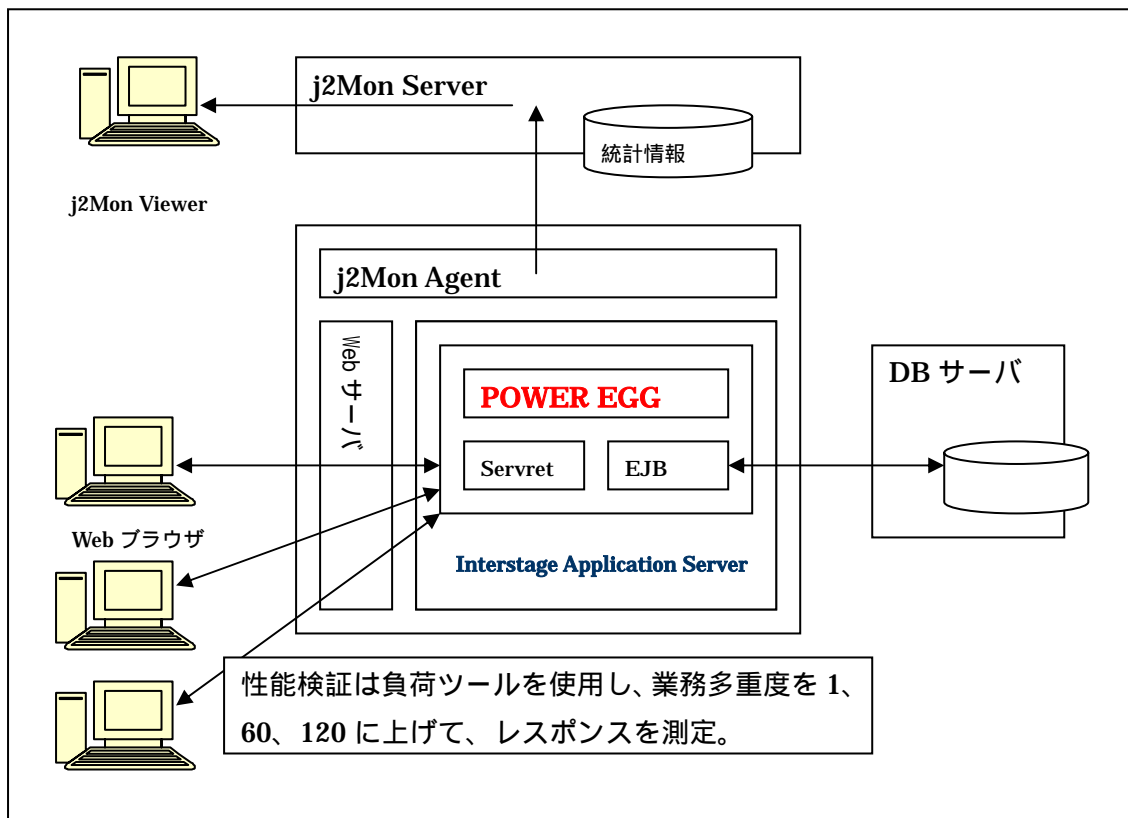 j2Mon Server
統計情報
j2Mon Viewer
j2Mon Agent
Web サーバ
POWER EGG
Servret
EJB
DB サーバ
Web ブラウザ
Interstage Application Server
性能検証は負荷ツールを使用し、業務多重度を 1、
60、120 に上げて、レスポンスを測定。